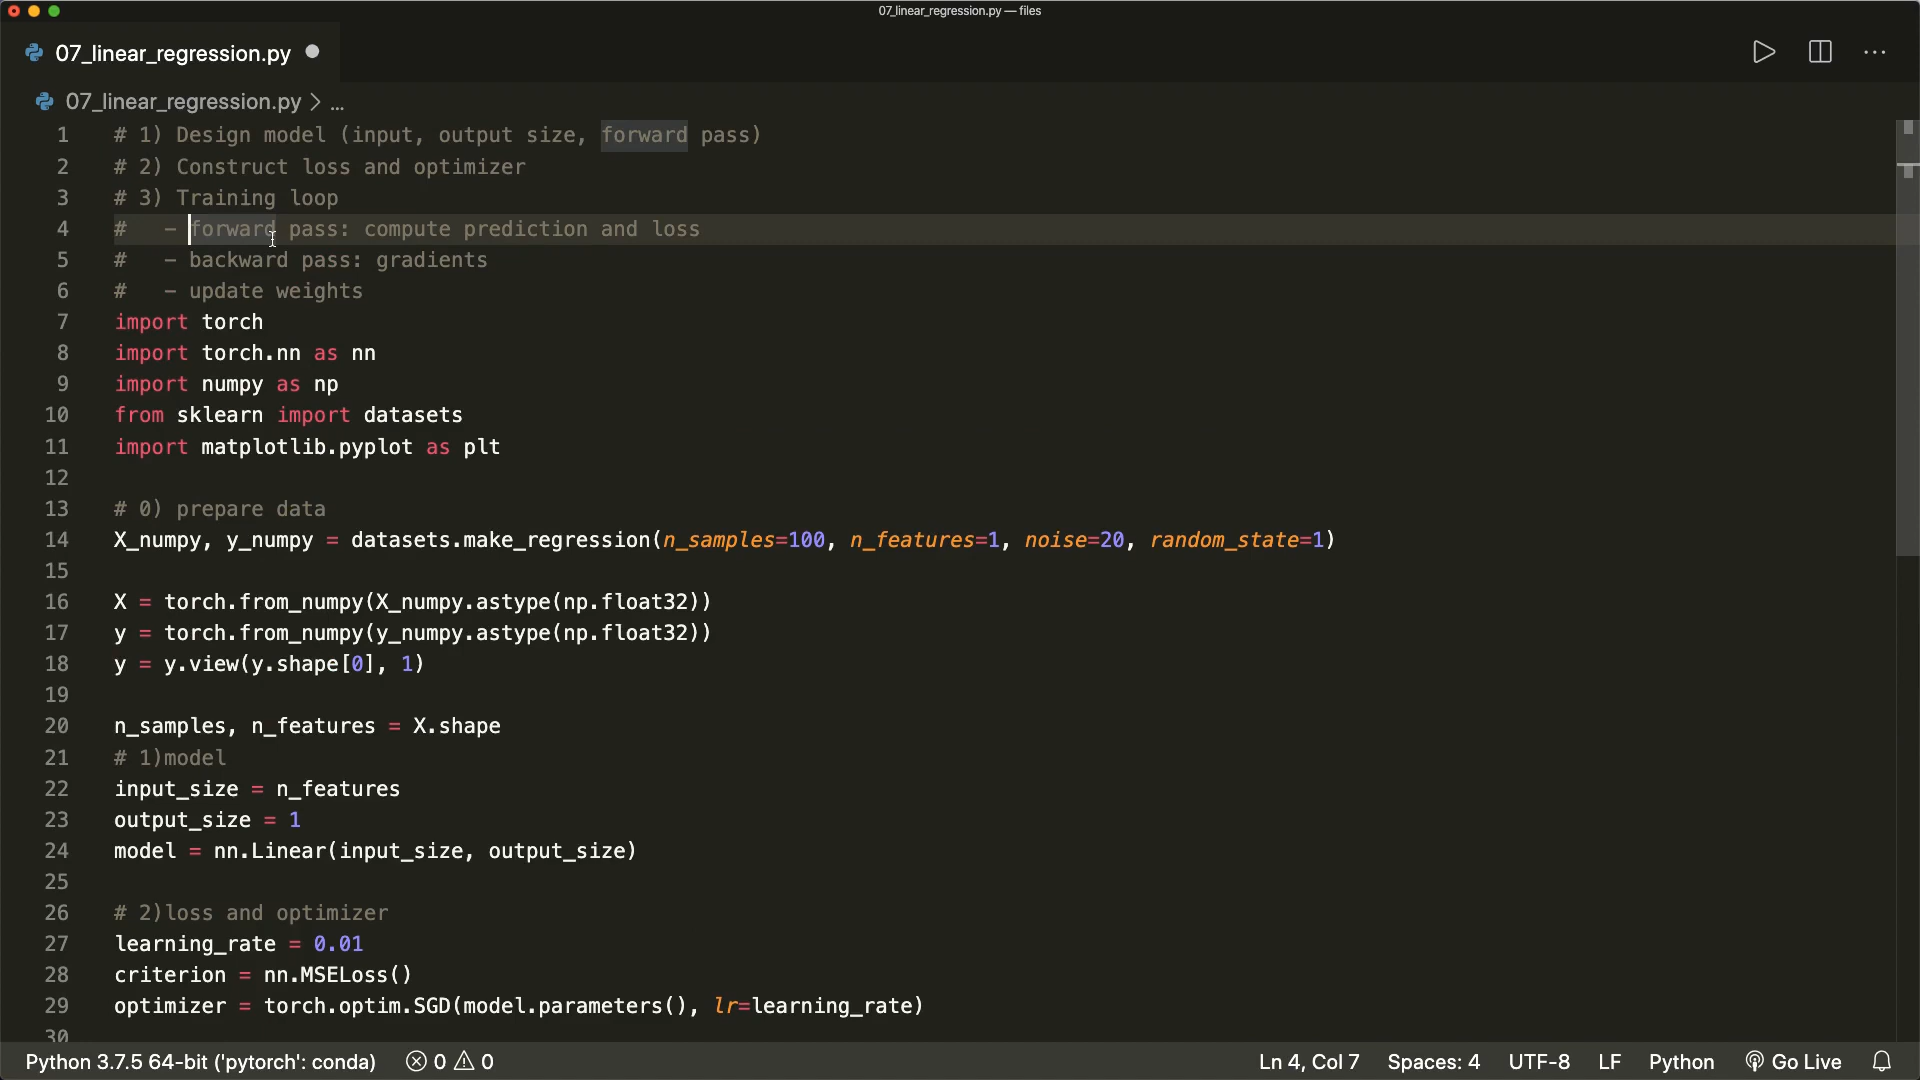 07_linear_regression.py — files
07_linear_regression.py
07_linear_regression.py > ...
1 # 1) Design model (input, output size, forward pass)
2 # 2) Construct loss and optimizer
3 # 3) Training loop
4 #   - forward pass: compute prediction and loss
5 #   - backward pass: gradients
6 #   - update weights
7 import torch
8 import torch.nn as nn
9 import numpy as np
10 from sklearn import datasets
11 import matplotlib.pyplot as plt
12
13 # 0) prepare data
14 X_numpy, y_numpy = datasets.make_regression(n_samples=100, n_features=1, noise=20, random_state=1)
15
16 X = torch.from_numpy(X_numpy.astype(np.float32))
17 y = torch.from_numpy(y_numpy.astype(np.float32))
18 y = y.view(y.shape[0], 1)
19
20 n_samples, n_features = X.shape
21 # 1)model
22 input_size = n_features
23 output_size = 1
24 model = nn.Linear(input_size, output_size)
25
26 # 2)loss and optimizer
27 learning_rate = 0.01
28 criterion = nn.MSELoss()
29 optimizer = torch.optim.SGD(model.parameters(), lr=learning_rate)
30
Python 3.7.5 64-bit ('pytorch': conda) 0 0 Ln 4, Col 7 Spaces: 4 UTF-8 LF Python Go Live